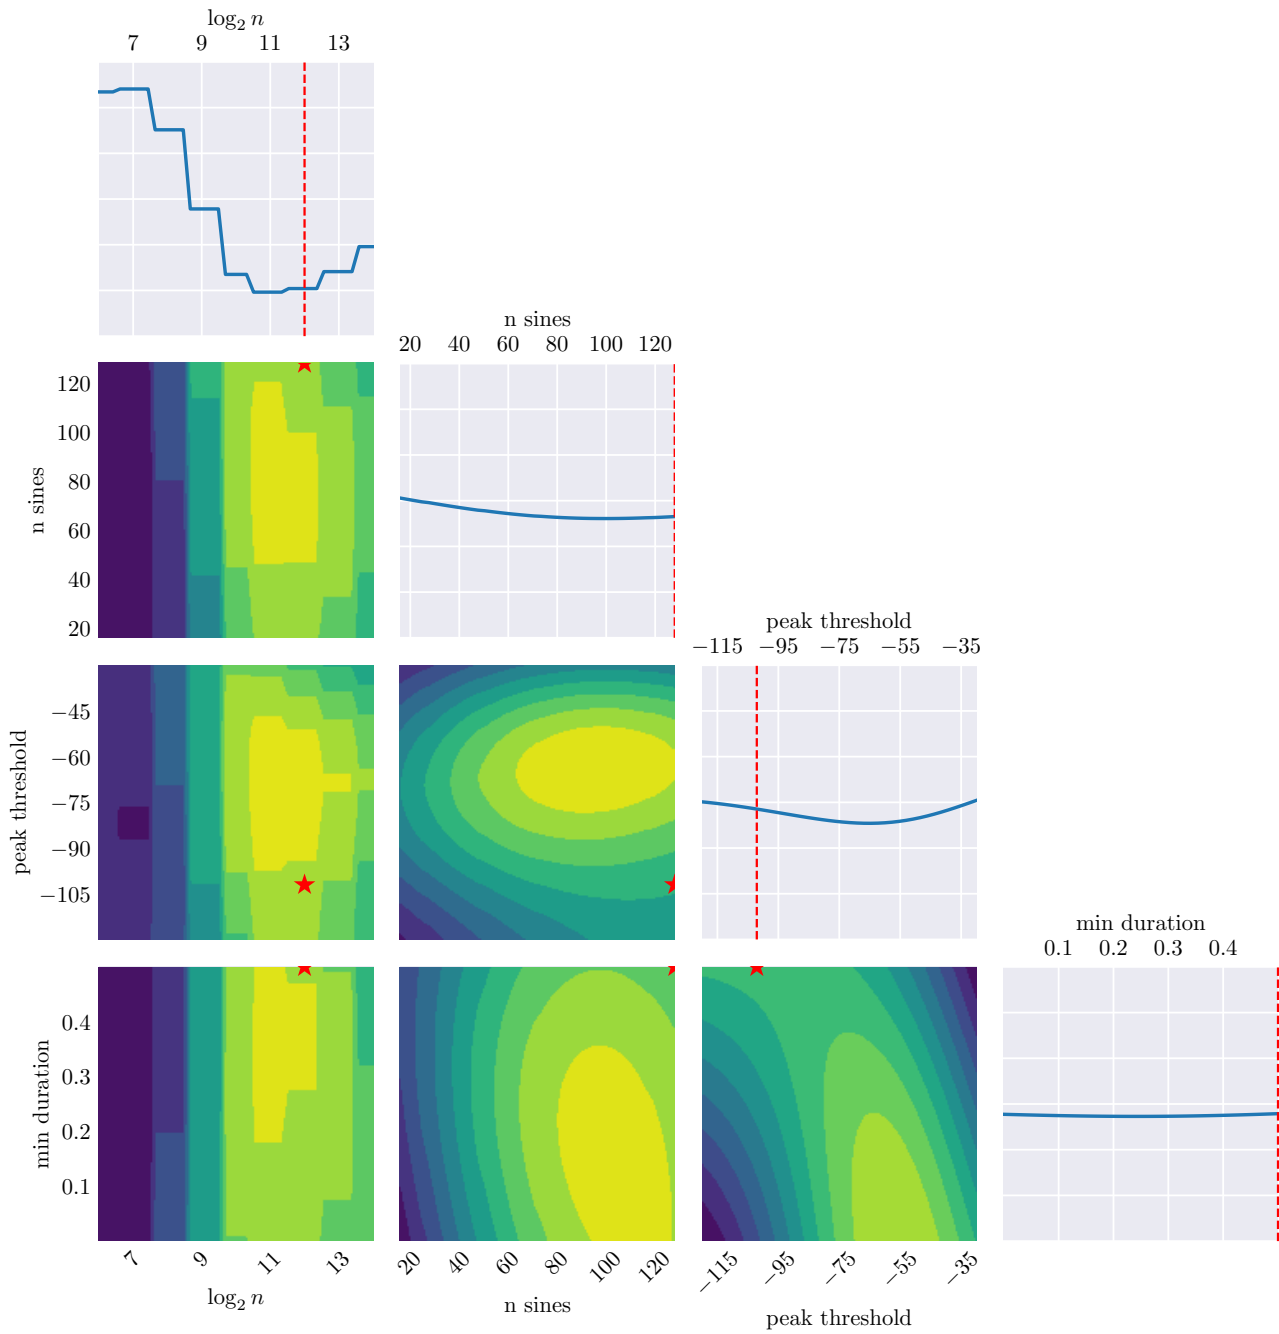 log₂ n
7 9 11 13
n sines
20 40 60 80 100 120
120
100
80
60
40
20
n sines
peak threshold
−115 −95 −75 −55 −35
−45
−60
−75
−90
−105
peak threshold
min duration
0.1 0.2 0.3 0.4
0.4
0.3
0.2
0.1
min duration
7 9 11 13
log₂ n
20 40 60 80 100 120
n sines
−115 −95 −75 −55 −35
peak threshold